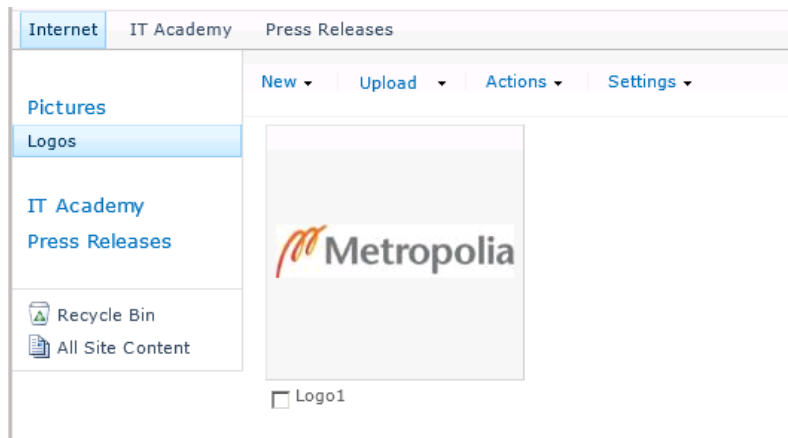 Internet IT Academy Press Releases
New Upload Actions Settings
Pictures
Logos
IT Academy
Press Releases
Metropolia
Recycle Bin
All Site Content
Logo1